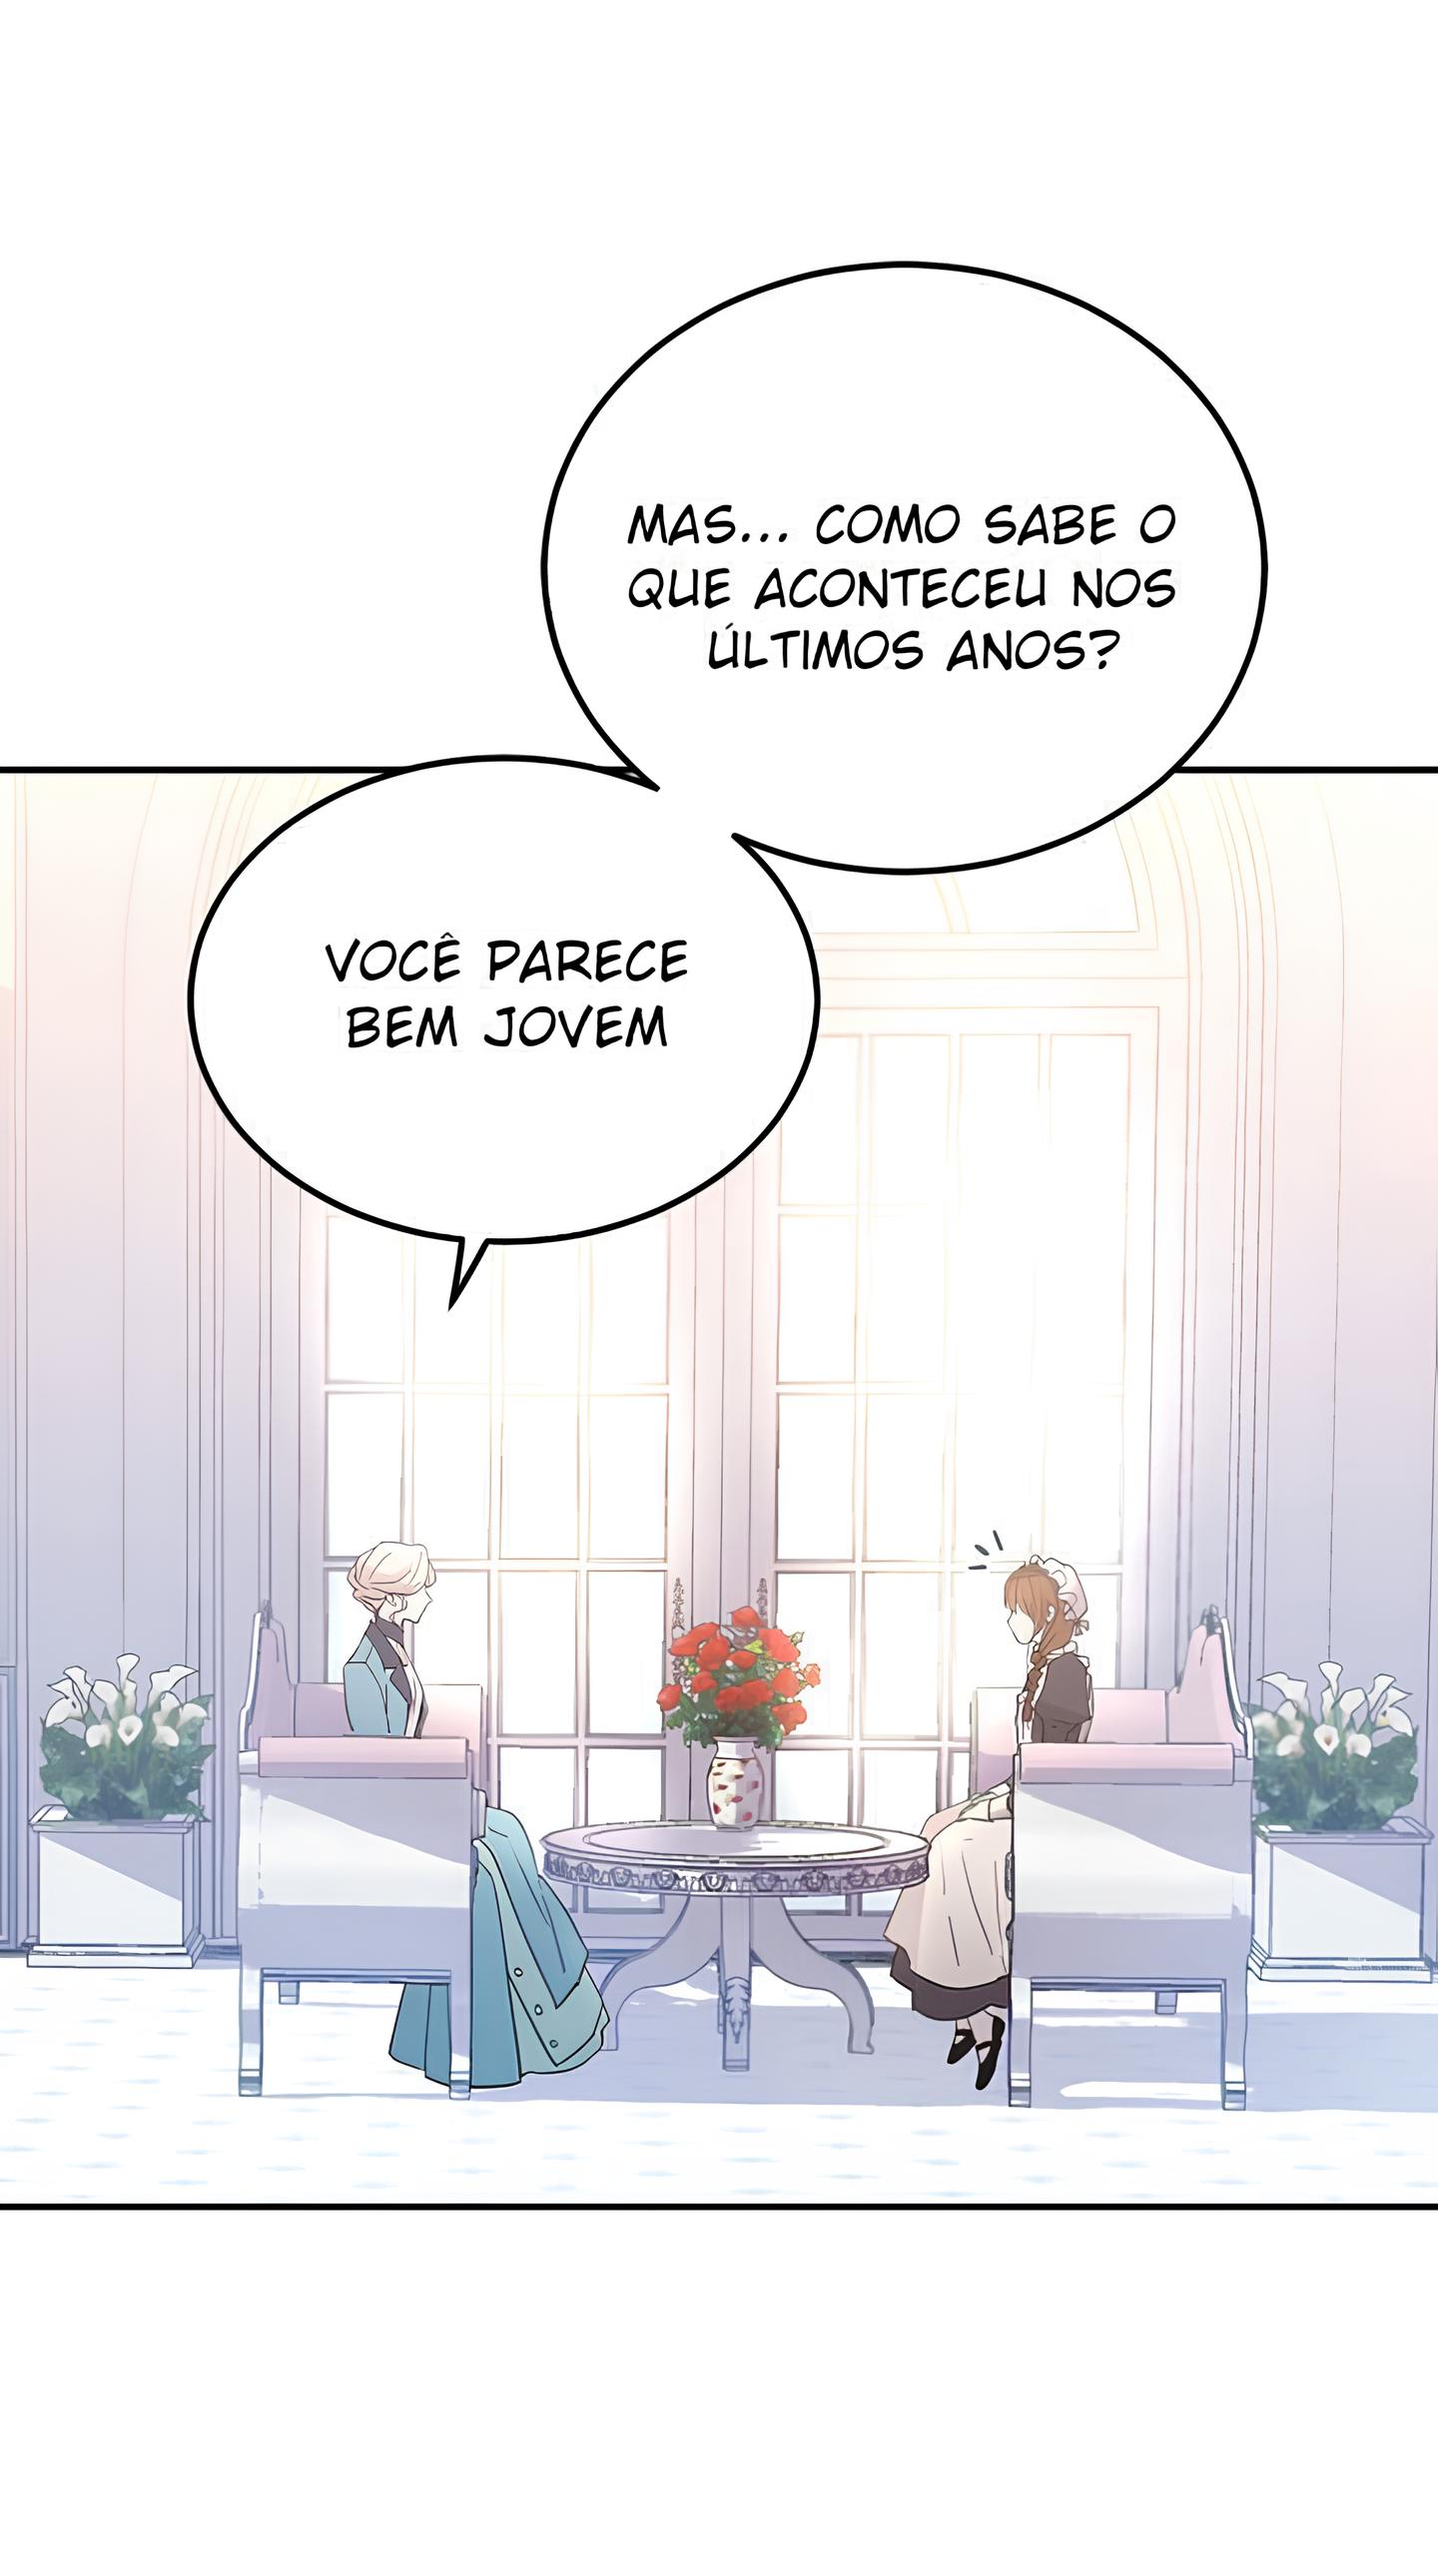 MAS... COMO SABE O
QUE ACONTECEU NOS
ÚLTIMOS ANOS?
VOCÊ PARECE
BEM JOVEM